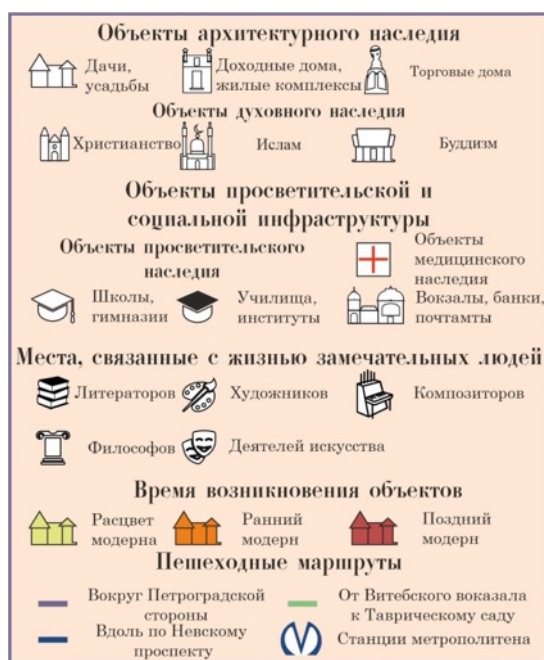 Объекты архитектурного наследия
Дачи,
усадьбы
Доходные дома,
жилые комплексы
Торговые дома
Объекты духовного наследия
Христианство
Ислам
Буддизм
Объекты просветительской и
социальной инфраструктуры
Объекты просветительского
наследия
Объекты
медицинского
наследия
Школы,
гимназии
Училища,
институты
Вокзалы, банки,
почтамты
Места, связанные с жизнью замечательных людей
Литераторов
Художников
Композиторов
Философов
Деятелей искусства
Время возникновения объектов
Расцвет
модерна
Ранний
модерн
Поздний
модерн
Пешеходные маршруты
Вокруг Петроградской
стороны
От Витебского вокзала
к Таврическому саду
Вдоль по Невскому
проспекту
Станции метрополитена